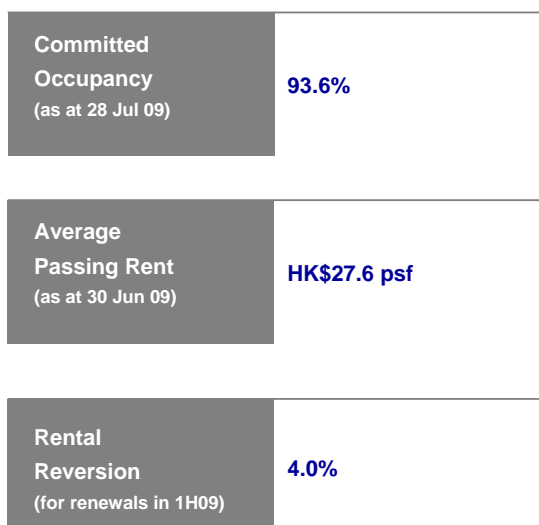 Committed
Occupancy
(as at 28 Jul 09)
93.6%
Average
Passing Rent
(as at 30 Jun 09)
HK$27.6 psf
Rental
Reversion
(for renewals in 1H09)
4.0%